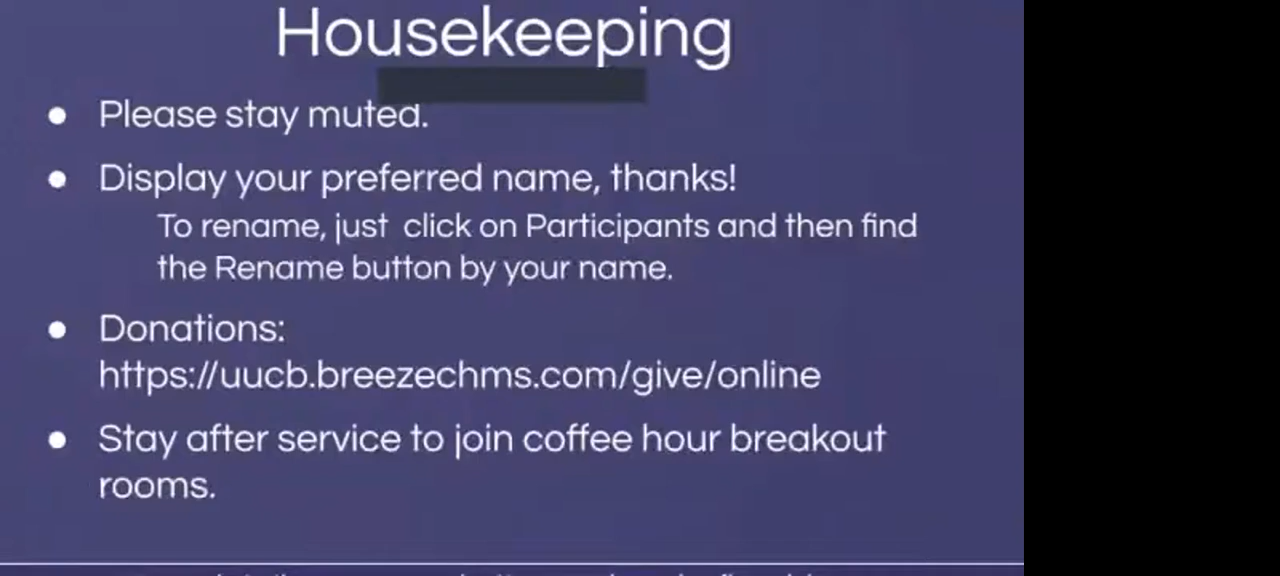 Housekeeping
● Please stay muted.
● Display your preferred name, thanks!
To rename, just click on Participants and then find
the Rename button by your name.
● Donations:
https://uucb.breezechms.com/give/online
● Stay after service to join coffee hour breakout
rooms.